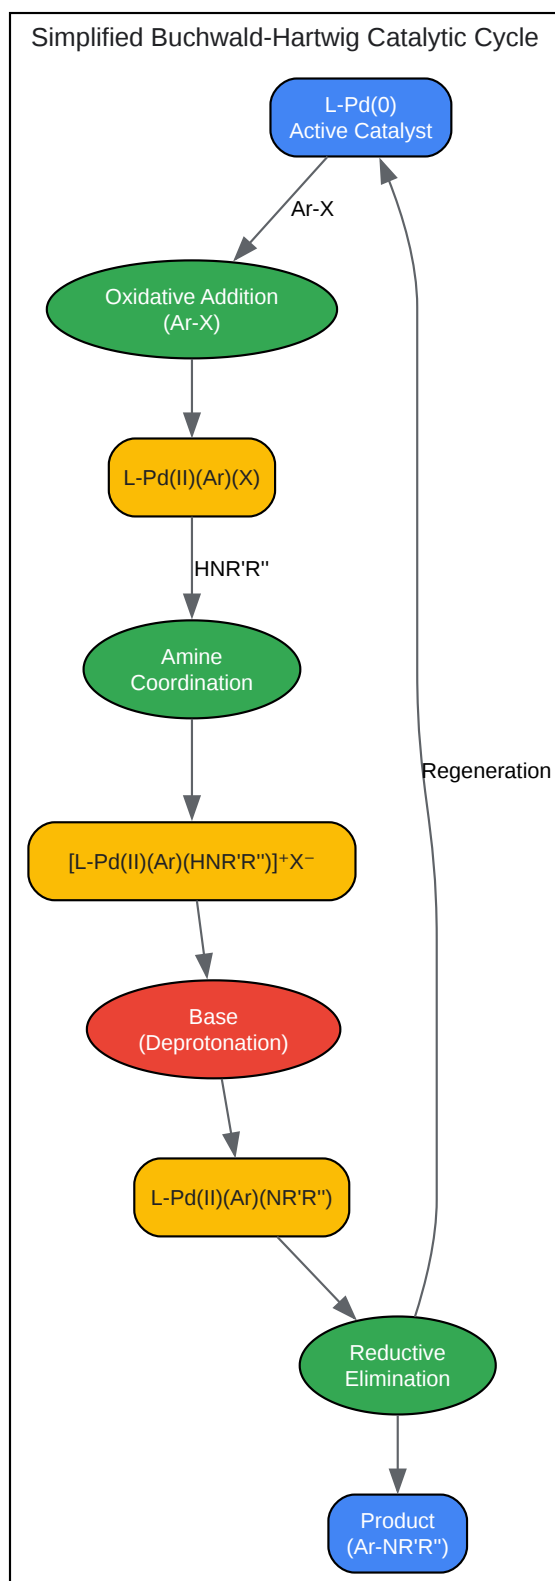 Simplified Buchwald-Hartwig Catalytic Cycle
L-Pd(0)
Active Catalyst
Ar-X
Oxidative Addition
(Ar-X)
L-Pd(II)(Ar)(X)
HNR'R''
Amine
Coordination
Regeneration
[L-Pd(II)(Ar)(HNR'R'')]⁺X⁻
Base
(Deprotonation)
L-Pd(II)(Ar)(NR'R'')
Reductive
Elimination
Product
(Ar-NR'R'')